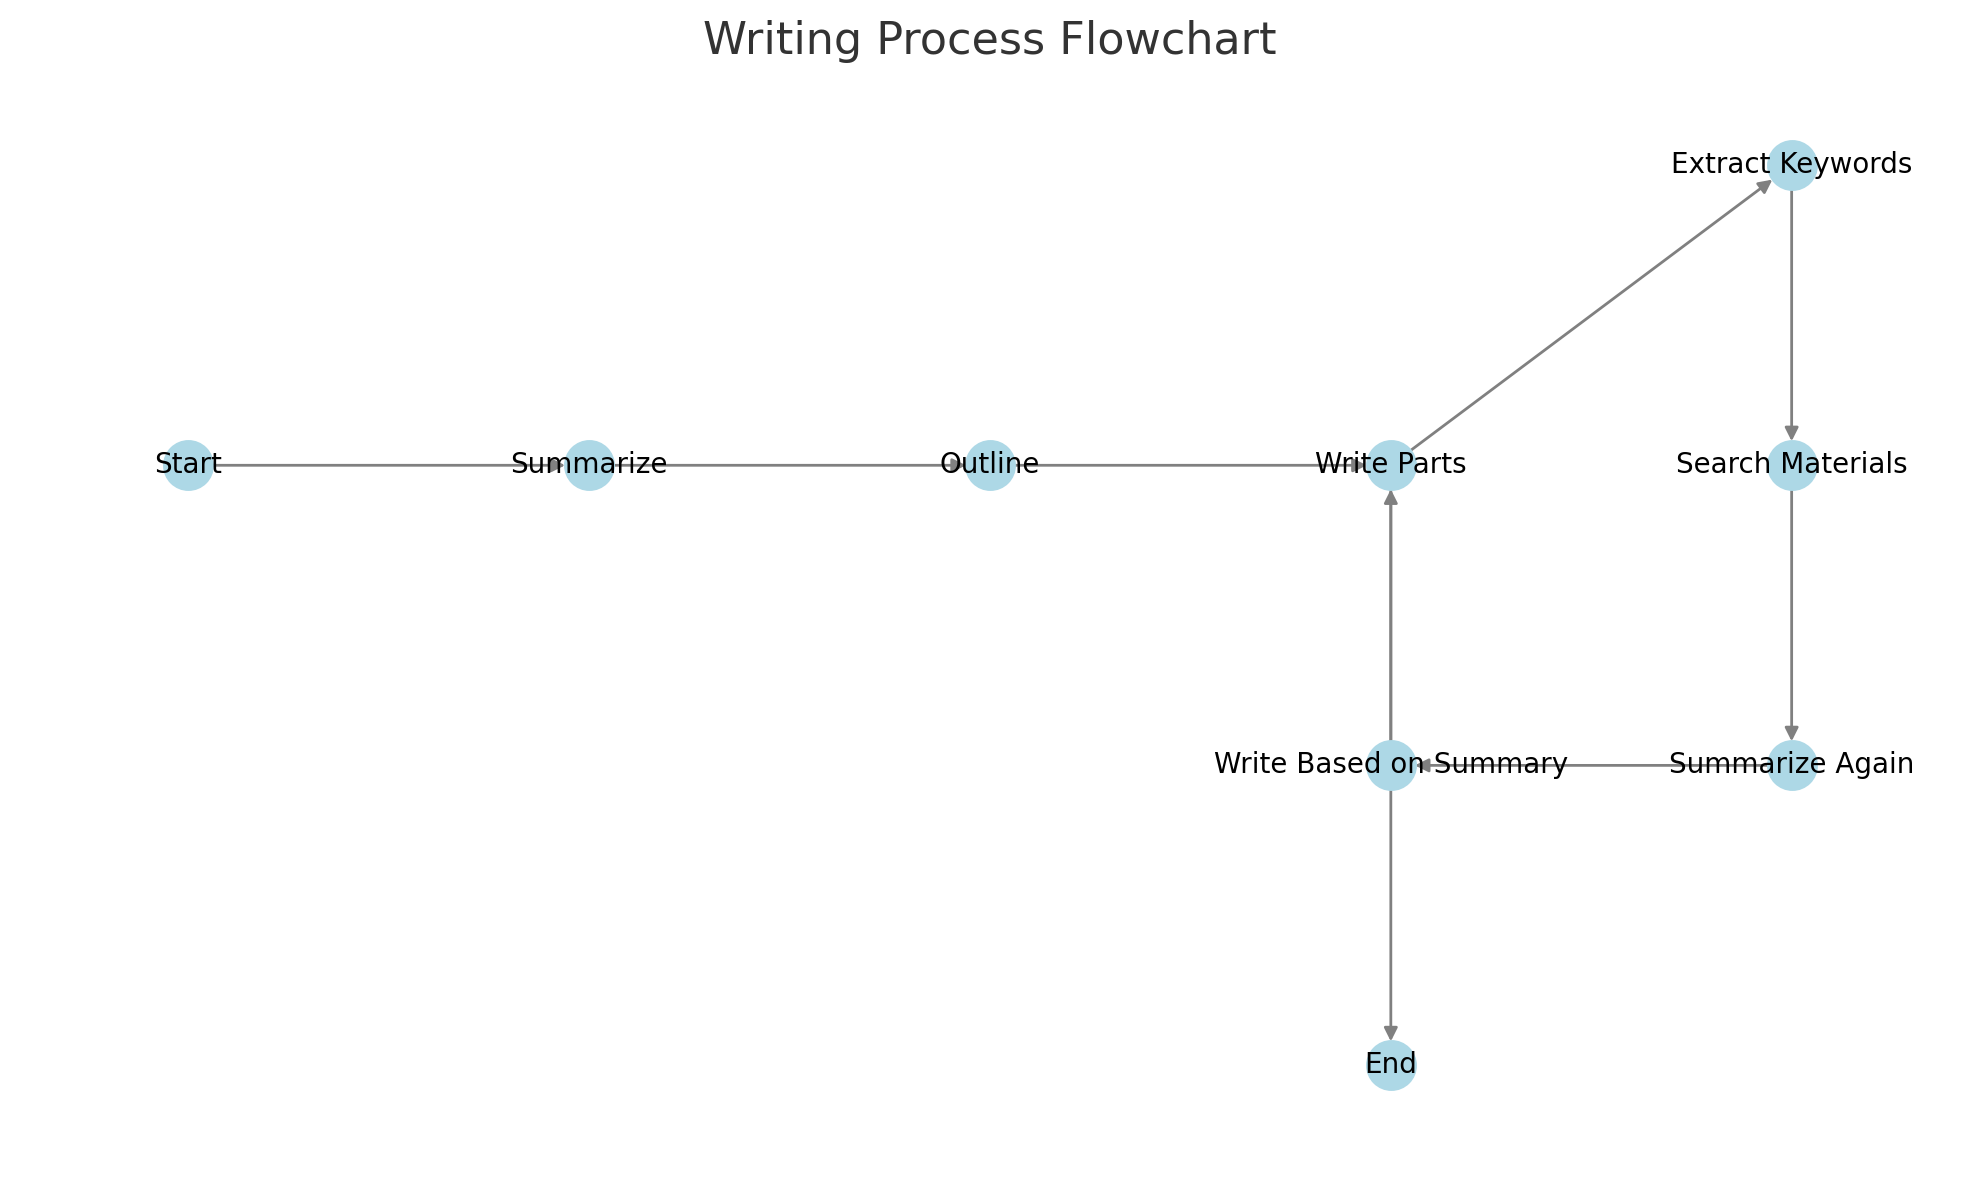 Writing Process Flowchart
Extract Keywords
Start
Summarize
Outline
Write Parts
Search Materials
Write Based on Summary
Summarize Again
End